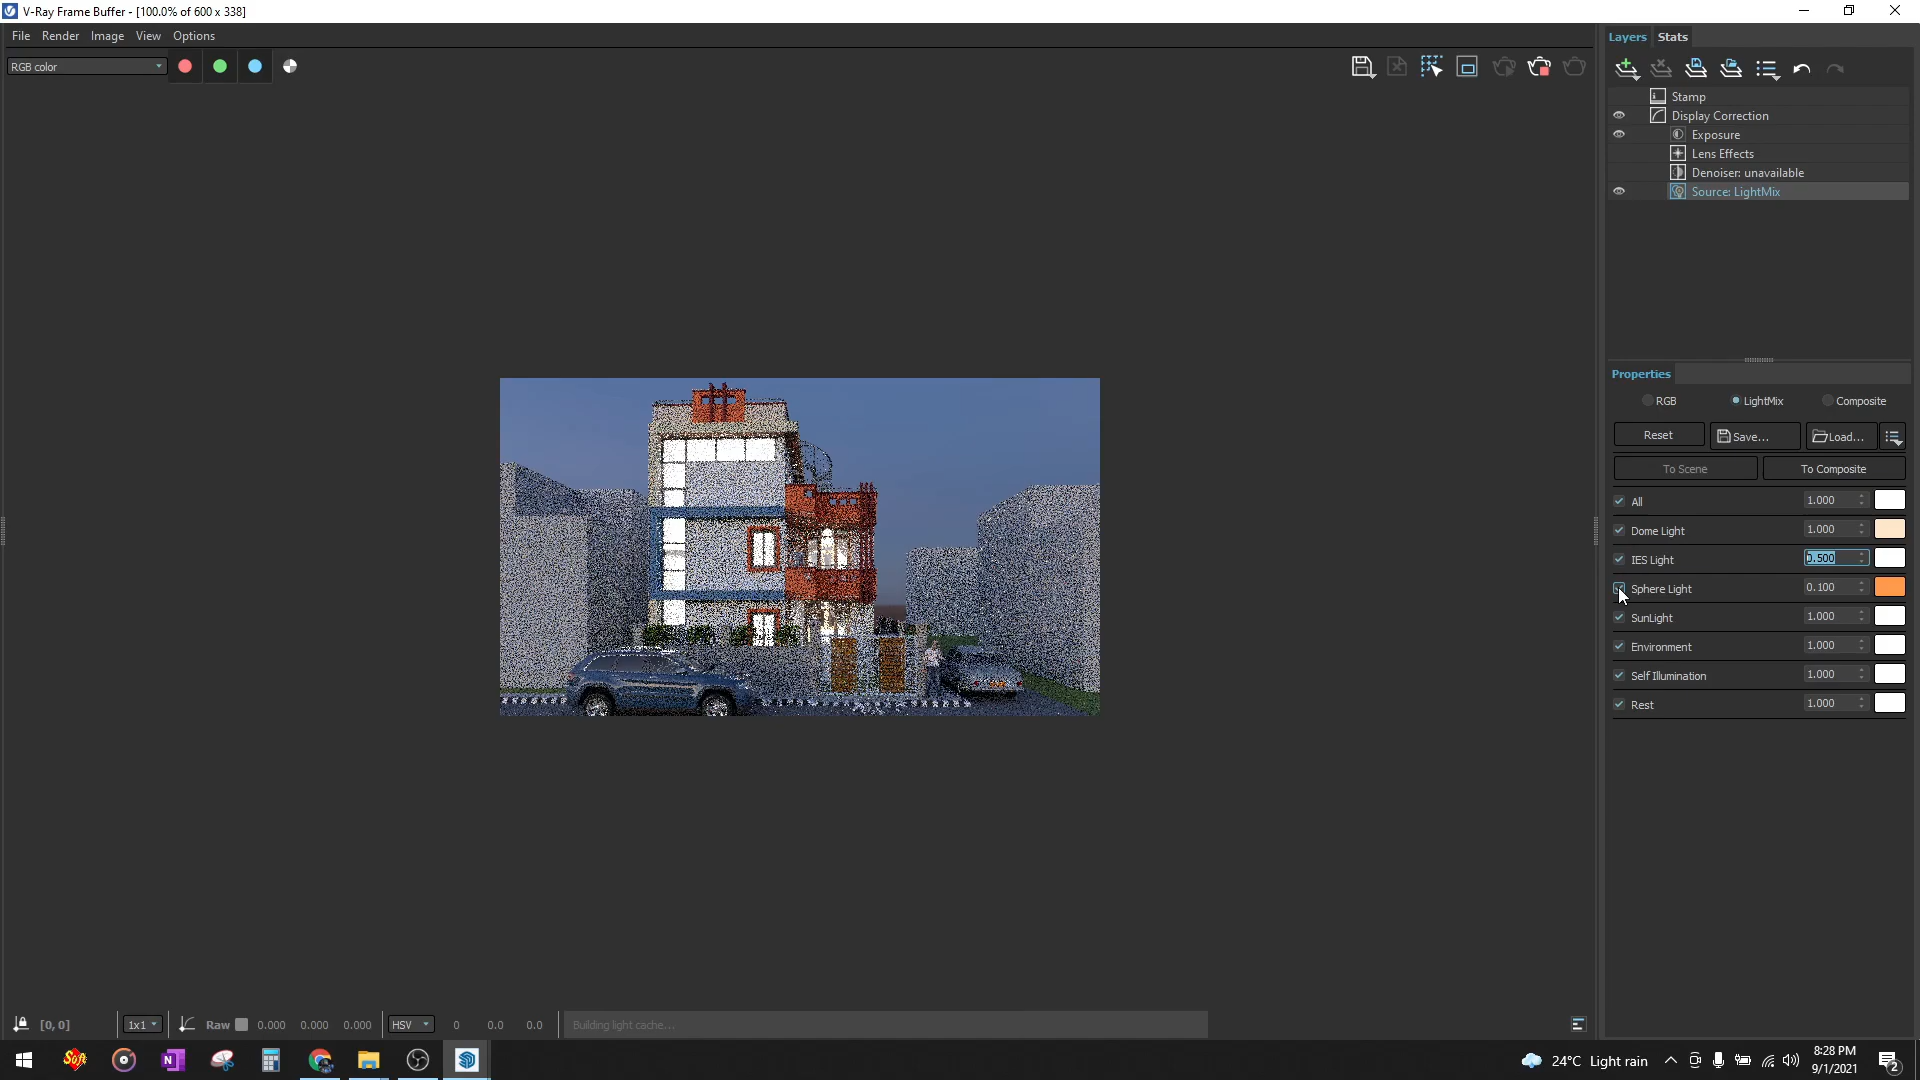 V-Ray Frame Buffer - [100.0% of 600 x 338]
File Render Image View Options
Layers Stats
RGB color
Stamp
Display Correction
Exposure
Lens Effects
Denoiser: unavailable
Source: LightMix
Properties
RGB LightMix Composite
Reset Save... Load...
To Scene To Composite
All 1.000
Dome Light 1.000
IES Light 0.500
Sphere Light 0.100
SunLight 1.000
Environment 1.000
Self Illumination 1.000
Rest 1.000
[0, 0] 1x1 Raw 0.000 0.000 0.000 HSV 0 0.0 0.0 Building light cache...
24°C Light rain
8:28 PM
9/1/2021
2